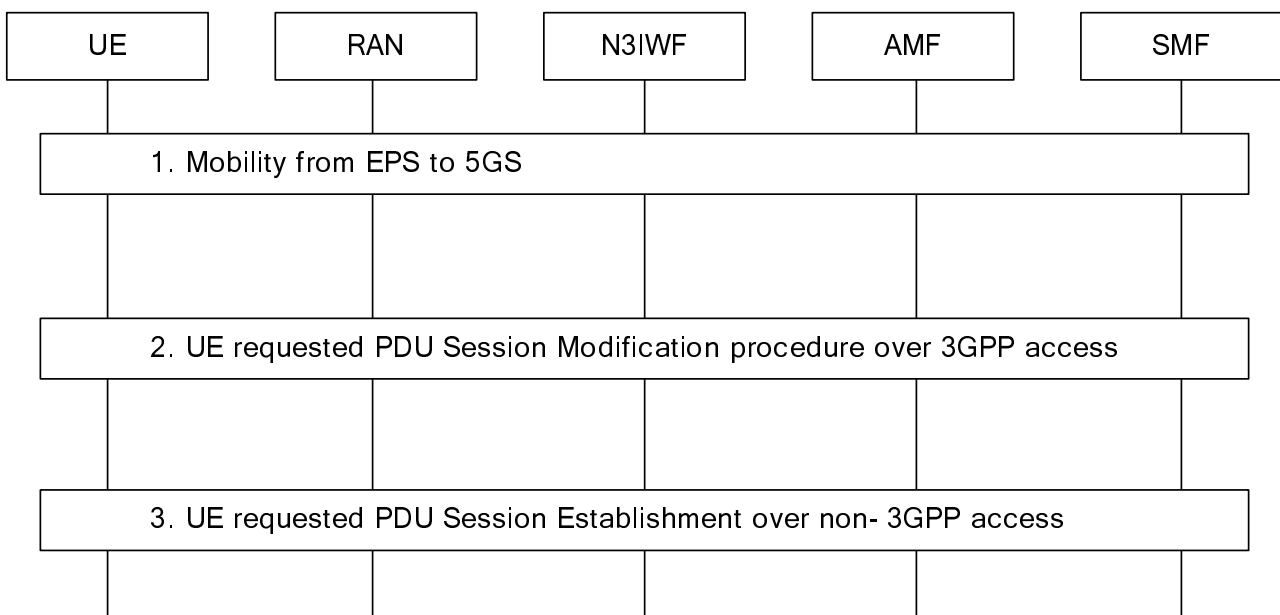 UE
RAN
N3IWF
AMF
SMF
1. Mobility from EPS to 5GS
2. UE requested PDU Session Modification procedure over 3GPP access
3. UE requested PDU Session Establishment over non- 3GPP access